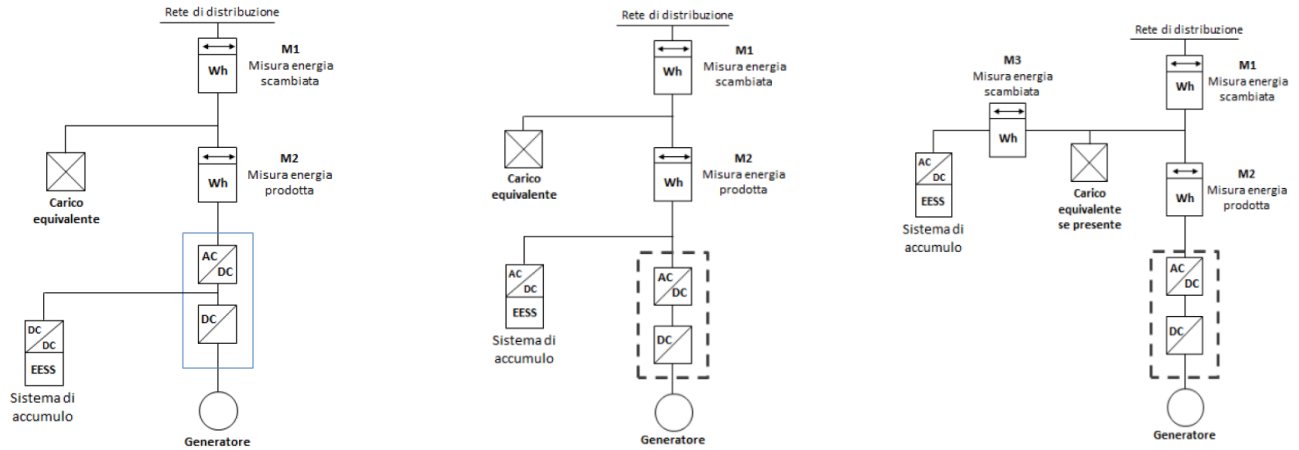 Rete di distribuzione
M1
Misura energia
scambiata
Wh
M2
Misura energia
prodotta
Wh
Carico
equivalente
AC
DC
DC
DC
DC
EESS
Sistema di
accumulo
Generatore
Rete di distribuzione
M1
Misura energia
scambiata
Wh
M2
Misura energia
prodotta
Wh
Carico
equivalente
AC
DC
EESS
Sistema di
accumulo
AC
DC
DC
Generatore
Rete di distribuzione
M1
Misura energia
scambiata
Wh
M3
Misura energia
scambiata
Wh
AC
DC
EESS
Sistema di
accumulo
Carico
equivalente
se presente
M2
Misura energia
prodotta
Wh
AC
DC
DC
Generatore